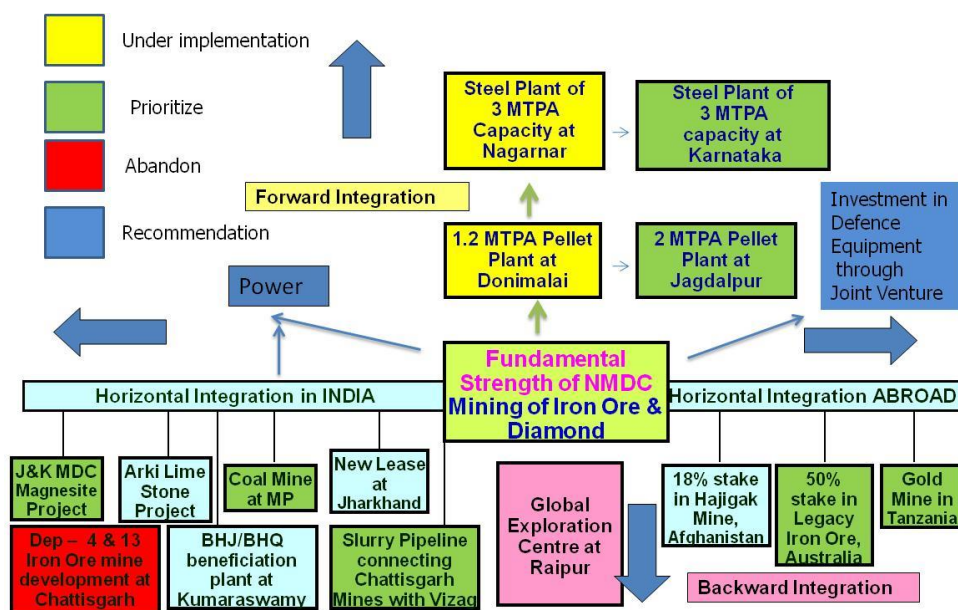 Under implementation
Prioritize
Abandon
Recommendation
Steel Plant of
3 MTPA
Capacity at
Nagarnar
Steel Plant of
3 MTPA
capacity at
Karnataka
Forward Integration
1.2 MTPA Pellet
Plant at
Donimalai
2 MTPA Pellet
Plant at
Jagdalpur
Investment in
Defence
Equipment
through
Joint Venture
Power
Fundamental
Strength of NMDC
Mining of Iron Ore &
Diamond
Horizontal Integration in INDIA
Horizontal Integration ABROAD
J&K MDC
Magnesite
Project
Arki Lime
Stone
Project
Coal Mine
at MP
New Lease
at
Jharkhand
Dep – 4 & 13
Iron Ore mine
development at
Chattisgarh
BHJ/BHQ
beneficiation
plant at
Kumaraswamy
Slurry Pipeline
connecting
Chattisgarh
Mines with Vizag
Global
Exploration
Centre at
Raipur
18% stake
in Hajigak
Mine,
Afghanistan
50%
stake in
Legacy
Iron Ore,
Australia
Gold
Mine in
Tanzania
Backward Integration